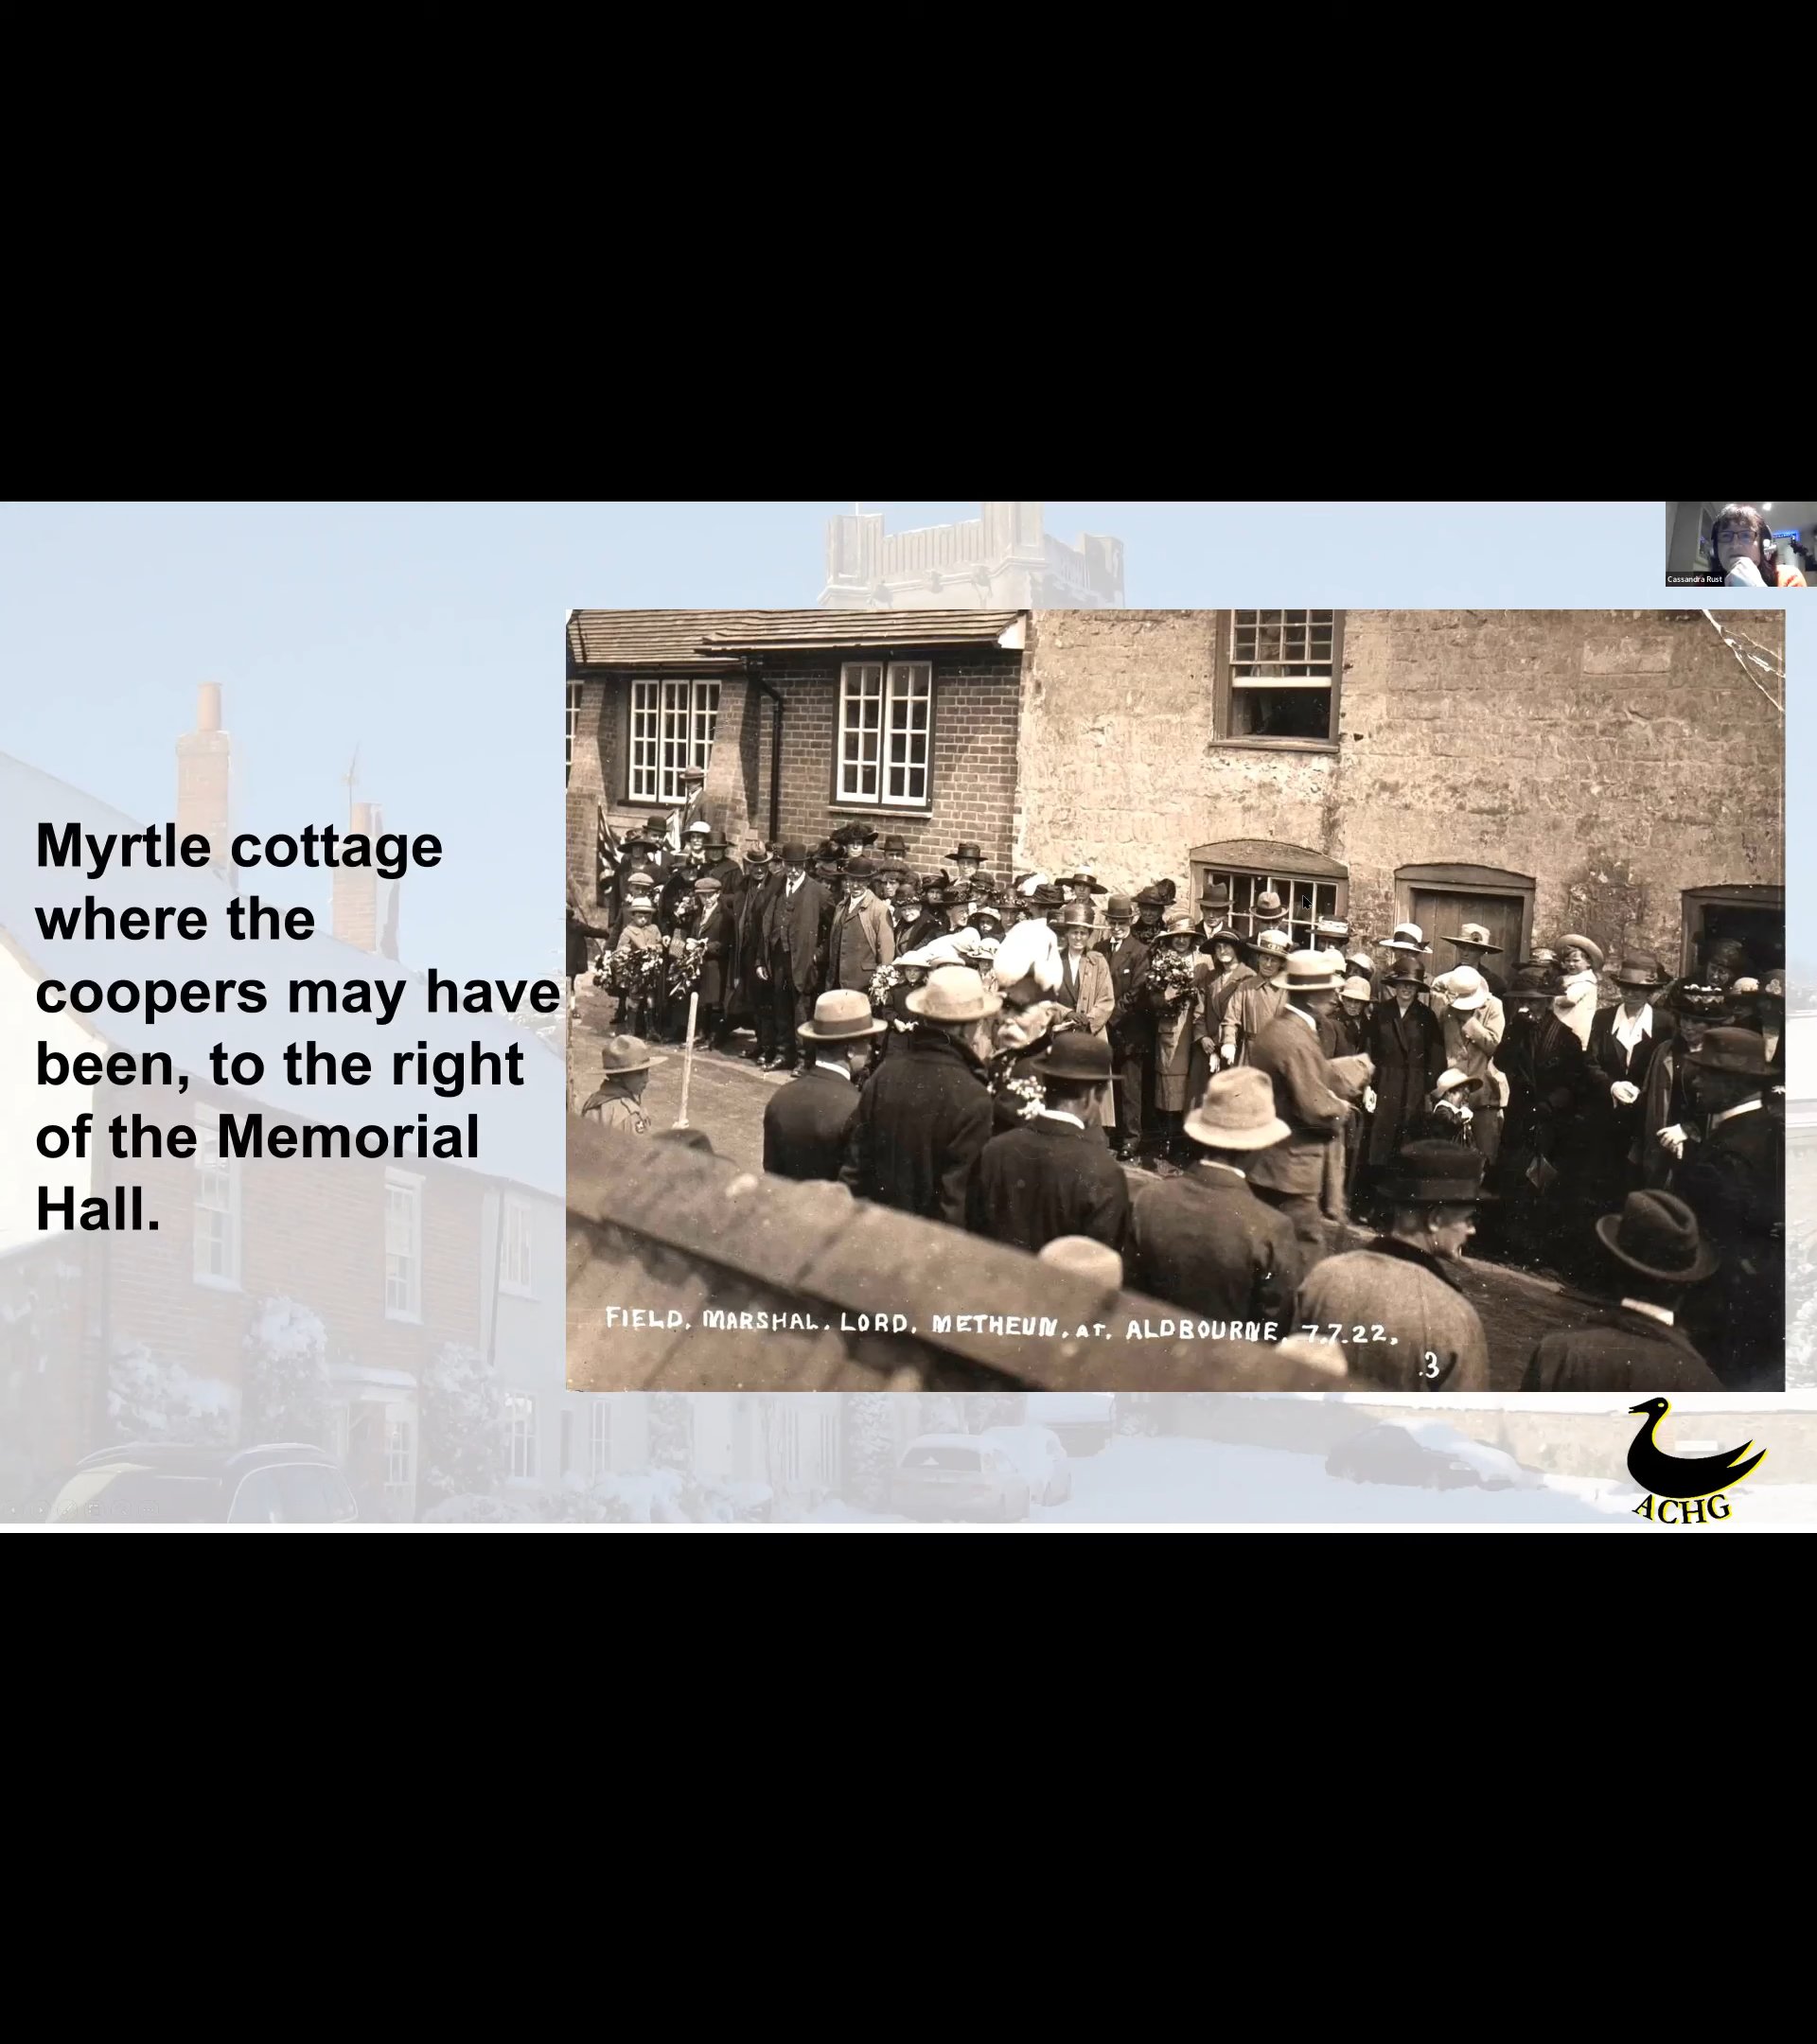 Cassandra Rust
Myrtle cottage
where the
coopers may have
been, to the right
of the Memorial
Hall.
FIELD. MARSHAL. LORD. METHEUN. AT. ALDBOURNE. 7.7.22.
3
ACHG